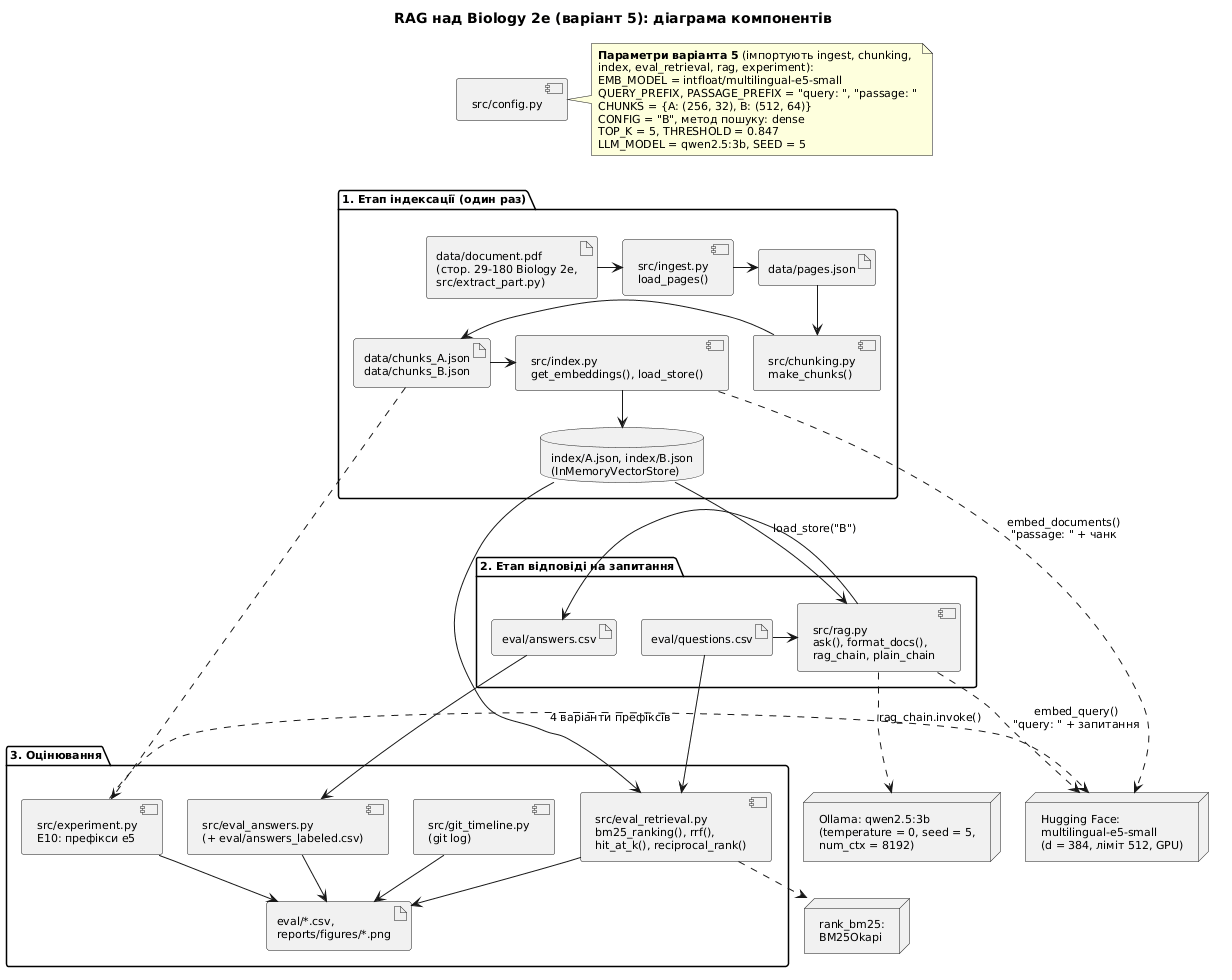 RAG над Biology 2e (варіант 5): діаграма компонентів
src/config.py
Параметри варіанта 5 (імпортують ingest, chunking,
index, eval_retrieval, rag, experiment):
EMB_MODEL = intfloat/multilingual-e5-small
QUERY_PREFIX, PASSAGE_PREFIX = "query: ", "passage: "
CHUNKS = {A: (256, 32), B: (512, 64)}
CONFIG = "B", метод пошуку: dense
TOP_K = 5, THRESHOLD = 0.847
LLM_MODEL = qwen2.5:3b, SEED = 5
1. Етап індексації (один раз)
data/document.pdf
(стор. 29-180 Biology 2e,
src/extract_part.py)
src/ingest.py
load_pages()
data/pages.json
data/chunks_A.json
data/chunks_B.json
src/index.py
get_embeddings(), load_store()
src/chunking.py
make_chunks()
index/A.json, index/B.json
(InMemoryVectorStore)
load_store("B")
embed_documents()
"passage: " + чанк
2. Етап відповіді на запитання
eval/answers.csv
eval/questions.csv
src/rag.py
ask(), format_docs(),
rag_chain, plain_chain
4 варіанти префіксів
rag_chain.invoke()
embed_query()
"query: " + запитання
3. Оцінювання
src/experiment.py
E10: префікси e5
src/eval_answers.py
(+ eval/answers_labeled.csv)
src/git_timeline.py
(git log)
src/eval_retrieval.py
bm25_ranking(), rrf(),
hit_at_k(), reciprocal_rank()
Ollama: qwen2.5:3b
(temperature = 0, seed = 5,
num_ctx = 8192)
Hugging Face:
multilingual-e5-small
(d = 384, ліміт 512, GPU)
eval/*.csv,
reports/figures/*.png
rank_bm25:
BM25Okapi